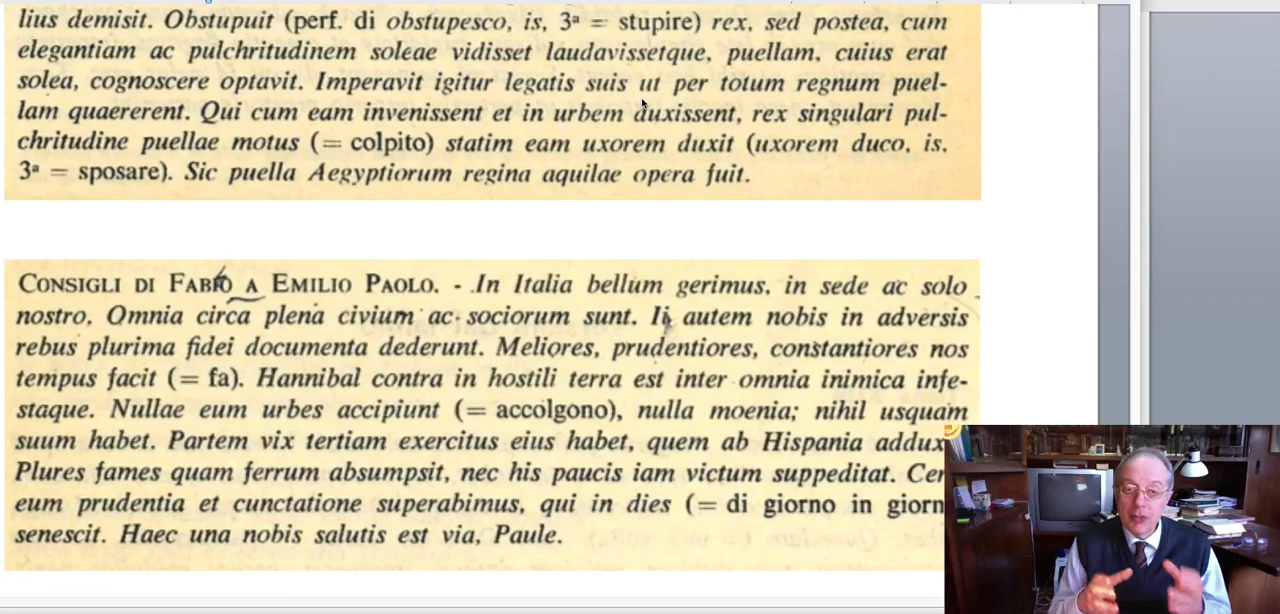 lius demisit. Obstupuit (perf. di obstupesco, is, 3ª = stupire) rex, sed postea, cum
elegantiam ac pulchritudinem soleae vidisset laudavissetque, puellam, cuius erat
solea, cognoscere optavit. Imperavit igitur legatis suis ut per totum regnum puel-
lam quaererent. Qui cum eam invenissent et in urbem duxissent, rex singulari pul-
chritudine puellae motus (= colpito) statim eam uxorem duxit (uxorem duco, is,
3ª = sposare). Sic puella Aegyptiorum regina aquilae opera fuit.
CONSIGLI DI FABIO A EMILIO PAOLO. - In Italia bellum gerimus, in sede ac solo
nostro. Omnia circa plena civium ac sociorum sunt. Ii autem nobis in adversis
rebus plurima fidei documenta dederunt. Meliores, prudentiores, constantiores nos
tempus facit (= fa). Hannibal contra in hostili terra est inter omnia inimica infe-
staque. Nullae eum urbes accipiunt (= accolgono), nulla moenia; nihil usquam
suum habet. Partem vix tertiam exercitus eius habet, quem ab Hispania addux
Plures fames quam ferrum absumpsit, nec his paucis iam victum suppeditat. Cer
eum prudentia et cunctatione superabimus, qui in dies (= di giorno in giorn
senescit. Haec una nobis salutis est via, Paule.